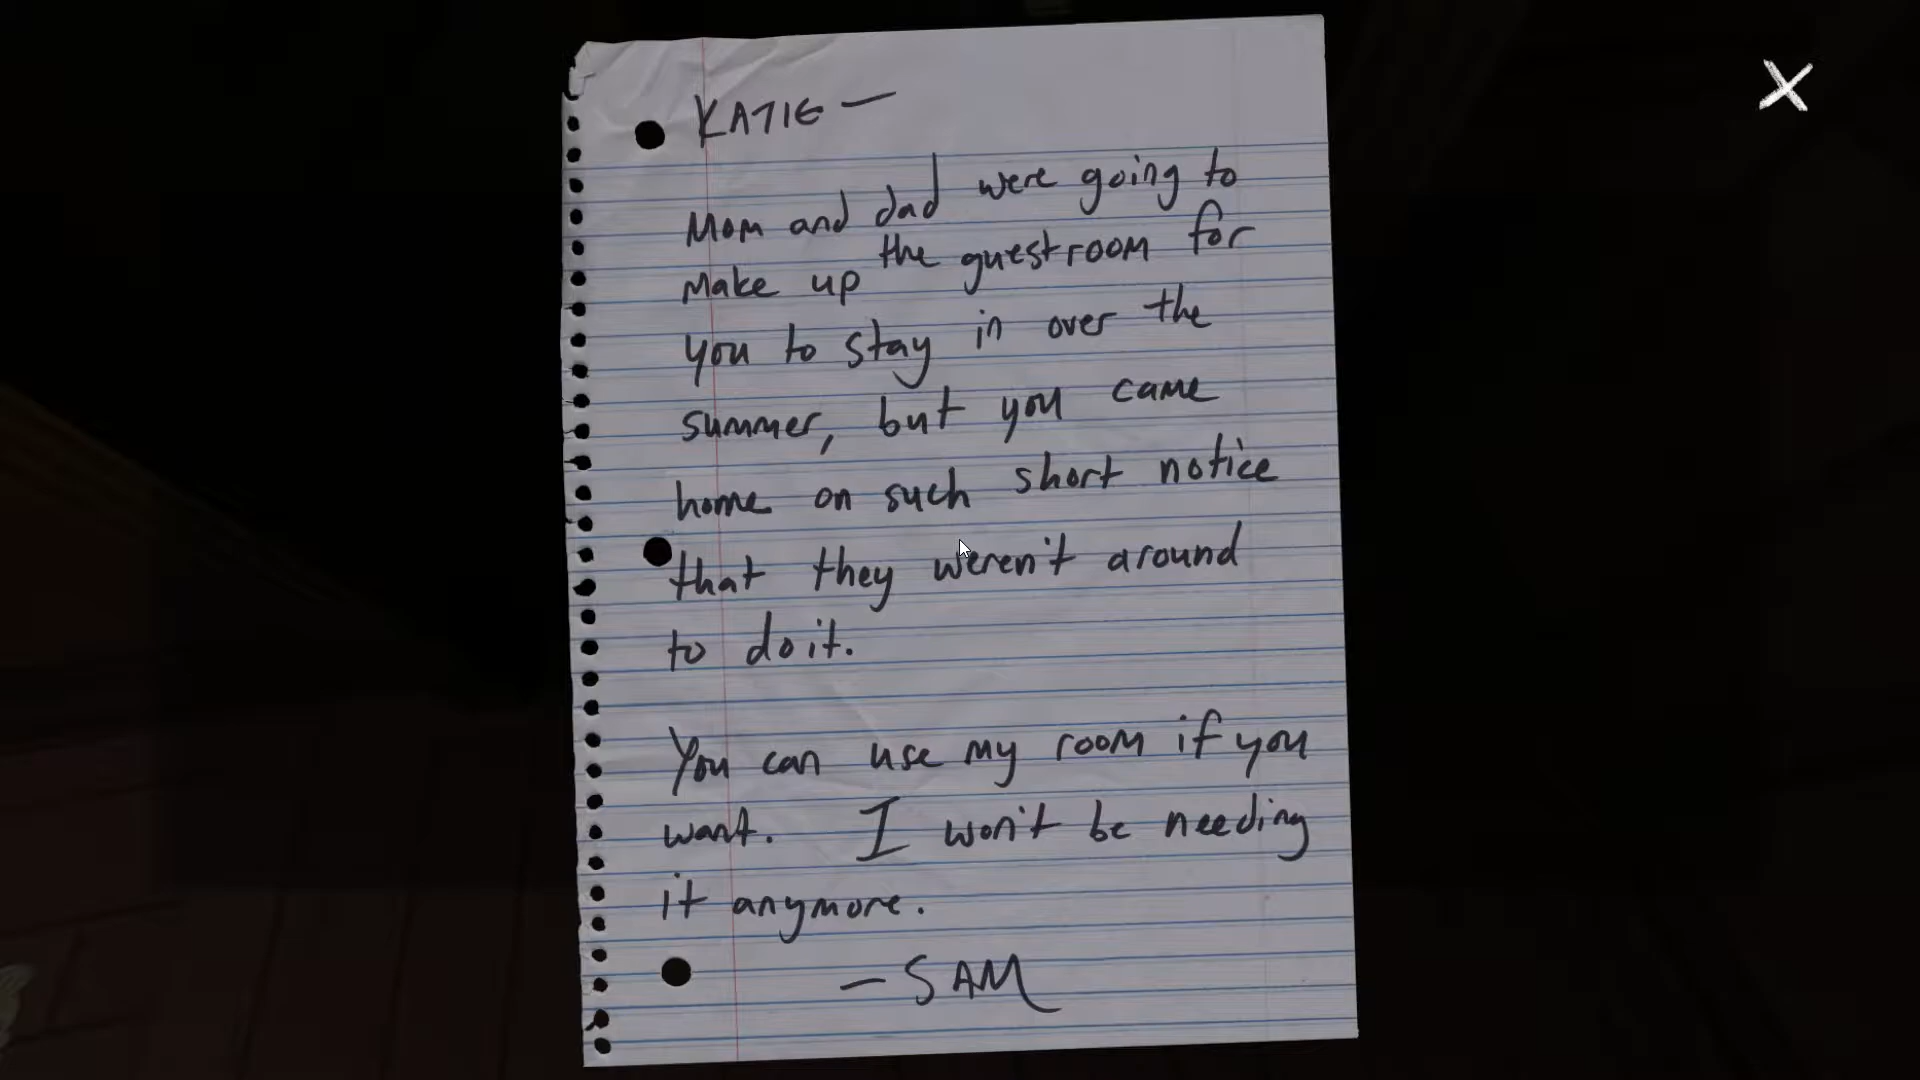 KATIE —
Mom and dad were going to
make up the guestroom for
you to stay in over the
summer, but you came
home on such short notice
that they weren't around
to do it.
You can use my room if you
want. I won't be needing
it anymore.
— SAM